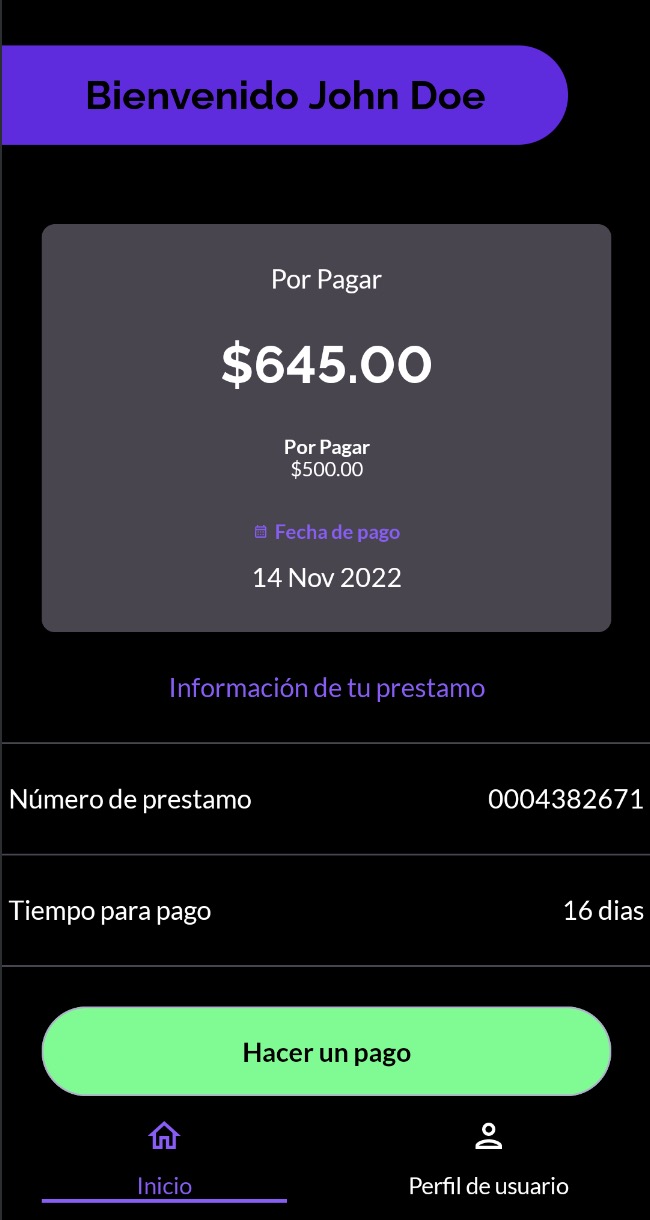 Bienvenido John Doe
Por Pagar
$645.00
Por Pagar
$500.00
Fecha de pago
14 Nov 2022
Información de tu prestamo
Número de prestamo 0004382671
Tiempo para pago 16 dias
Hacer un pago
Inicio Perfil de usuario